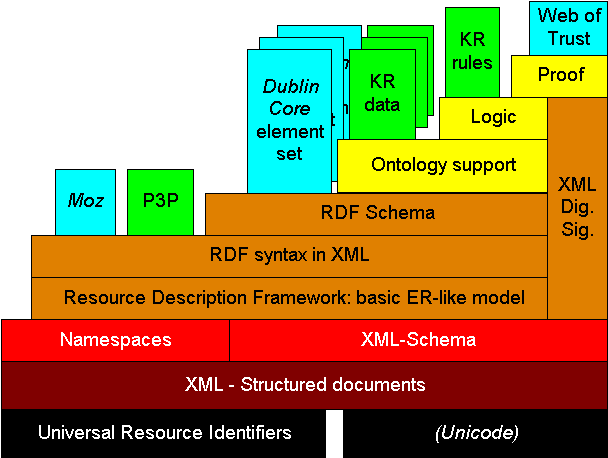 Web of
Trust
KR
rules
Proof
Dublin
Core
element
set
KR
data
Logic
Ontology support
XML
Dig.
Sig.
Moz
P3P
RDF Schema
RDF syntax in XML
Resource Description Framework: basic ER-like model
Namespaces
XML-Schema
XML - Structured documents
Universal Resource Identifiers
(Unicode)